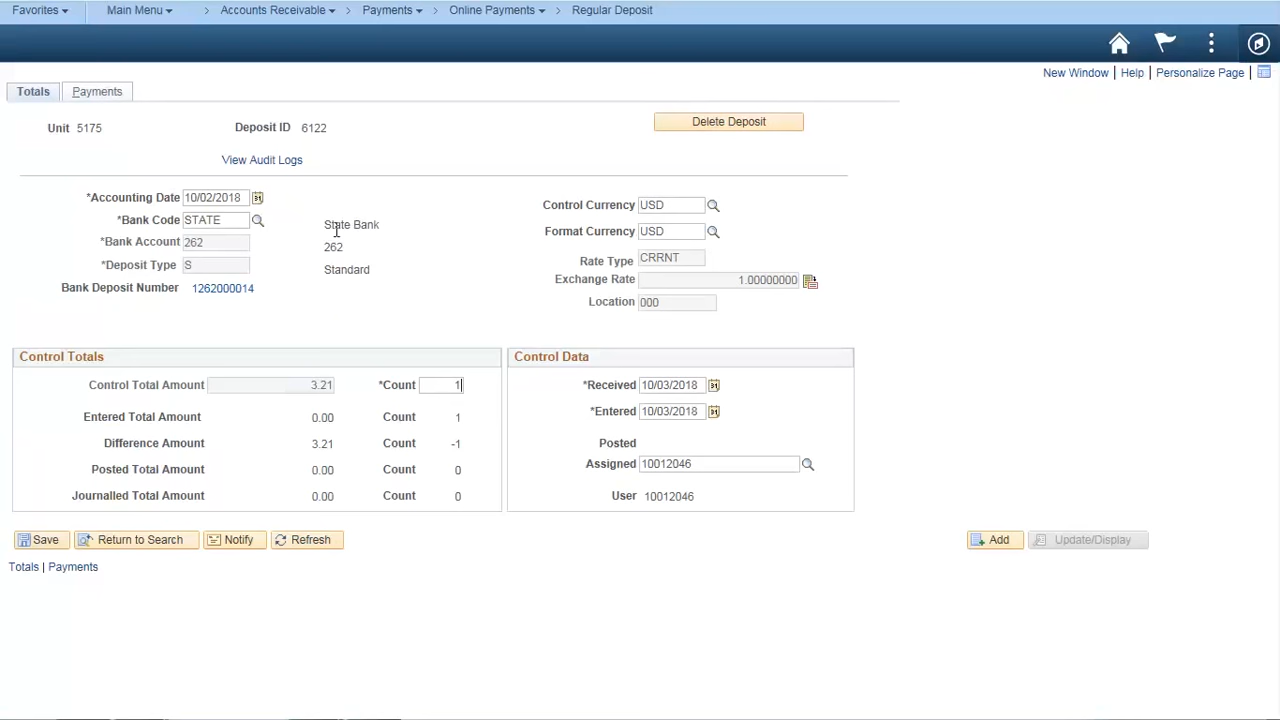 Favorites Main Menu > Accounts Receivable > Payments > Online Payments > Regular Deposit
New Window | Help | Personalize Page |
Totals Payments
Unit 5175 Deposit ID 6122 Delete Deposit
View Audit Logs
*Accounting Date 10/02/2018 31
*Bank Code STATE State Bank
*Bank Account 262 262
*Deposit Type S Standard
Bank Deposit Number 1262000014
Control Currency USD
Format Currency USD
Rate Type CRRNT
Exchange Rate 1.00000000
Location 000
Control Totals
Control Total Amount 3.21 *Count 1
Entered Total Amount 0.00 Count 1
Difference Amount 3.21 Count -1
Posted Total Amount 0.00 Count 0
Journalled Total Amount 0.00 Count 0
Control Data
*Received 10/03/2018 31
*Entered 10/03/2018 31
Posted
Assigned 10012046
User 10012046
Save Return to Search Notify Refresh Add Update/Display
Totals | Payments